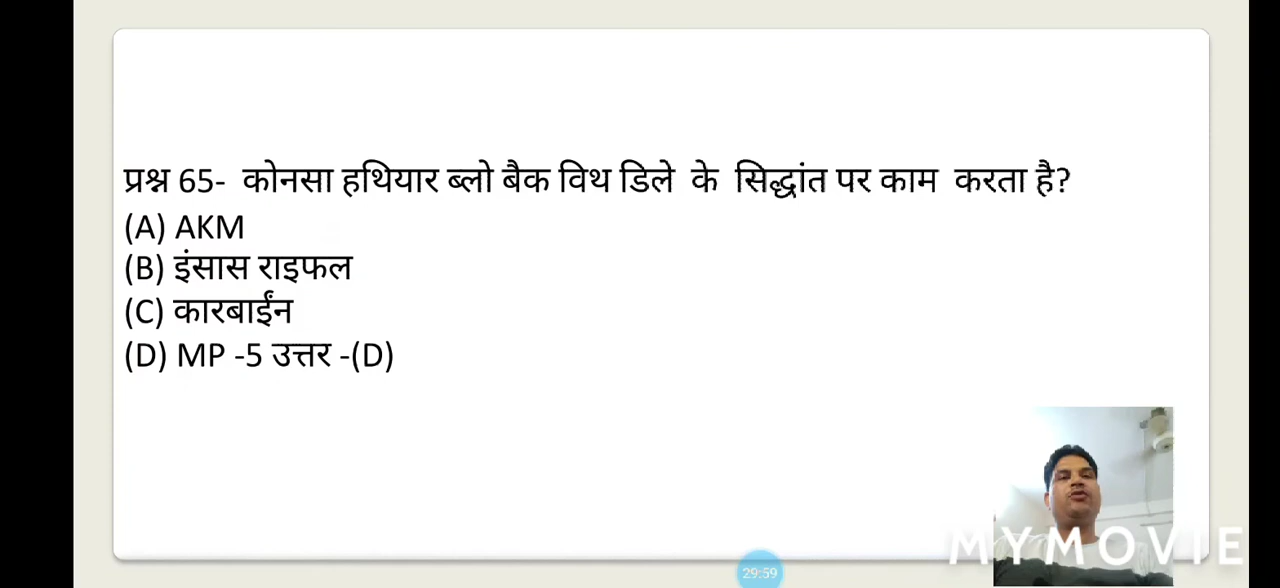 प्रश्न 65- कोनसा हथियार ब्लो बैक विथ डिले के सिद्धांत पर काम करता है?
(A) AKM
(B) इंसास राइफल
(C) कारबाईंन
(D) MP -5 उत्तर -(D)
MYMOVIE
29:59